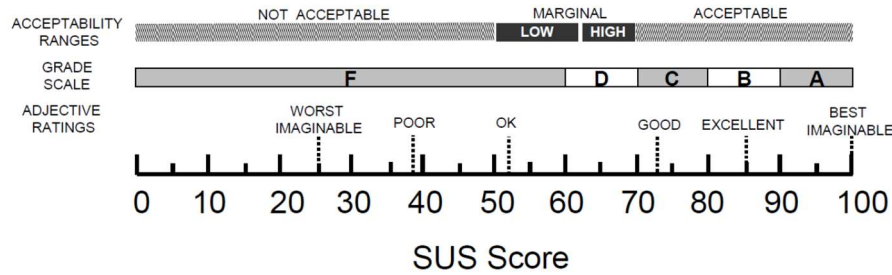 NOT ACCEPTABLE MARGINAL ACCEPTABLE
ACCEPTABILITY
RANGES
LOW HIGH
GRADE
SCALE
F D C B A
ADJECTIVE
RATINGS
WORST
IMAGINABLE
POOR
OK
GOOD
EXCELLENT
BEST
IMAGINABLE
0 10 20 30 40 50 60 70 80 90 100
SUS Score